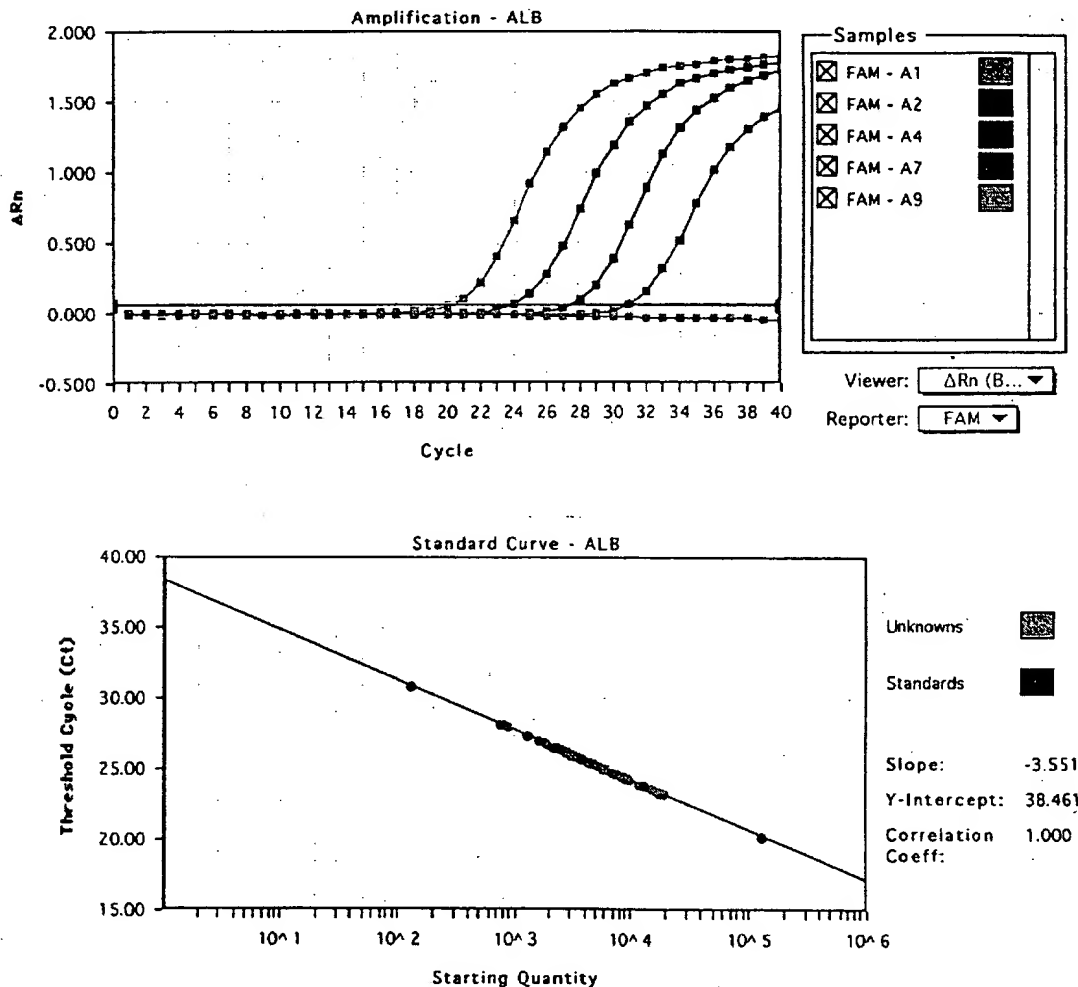 Amplification - ALB
2.000
1.500
1.000
0.500
0.000
-0.500
ΔRn
0 2 4 6 8 10 12 14 16 18 20 22 24 26 28 30 32 34 36 38 40
Cycle
Samples
FAM - A1
FAM - A2
FAM - A4
FAM - A7
FAM - A9
Viewer: ΔRn (B...
Reporter: FAM
Standard Curve - ALB
40.00
35.00
30.00
25.00
20.00
15.00
Threshold Cycle (Ct)
10^1 10^2 10^3 10^4 10^5 10^6
Starting Quantity
Unknowns
Standards
Slope: -3.551
Y-Intercept: 38.461
Correlation 1.000
Coeff: